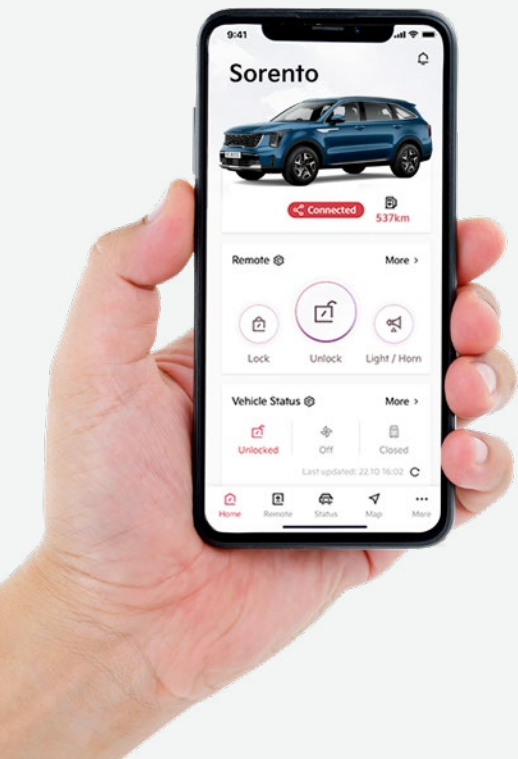 9:41
Sorento
Connected
537km
Remote
More >
Lock
Unlock
Light / Horn
Vehicle Status
More >
Unlocked
Off
Closed
Last updated: 22.10 16:02
Home
Remote
Status
Map
More